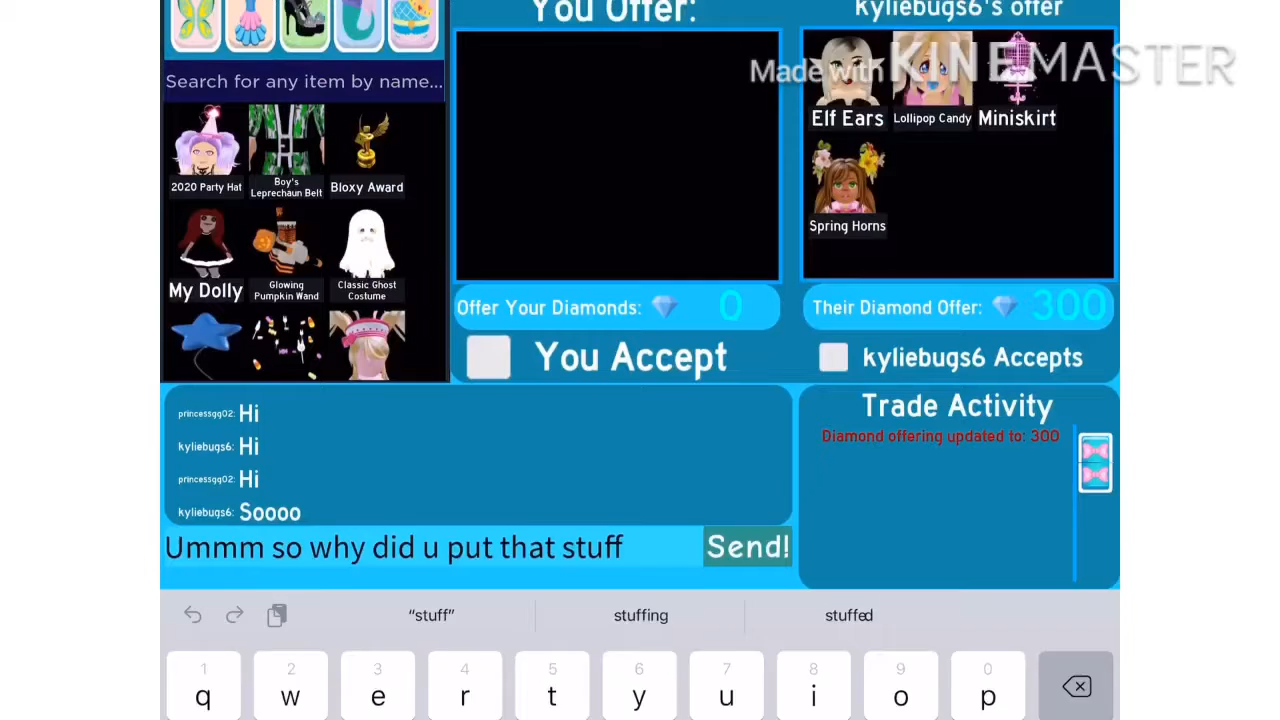 You Offer:
kyliebugs6's offer
Made with KINEMASTER
Search for any item by name...
2020 Party Hat
Boy's
Leprechaun Belt
Bloxy Award
My Dolly
Glowing
Pumpkin Wand
Classic Ghost
Costume
Elf Ears
Lollipop Candy
Miniskirt
Spring Horns
Offer Your Diamonds: 0
Their Diamond Offer: 300
You Accept
kyliebugs6 Accepts
princessgg02: Hi
kyliebugs6: Hi
princessgg02: Hi
kyliebugs6: Soooo
Ummm so why did u put that stuff
Send!
Trade Activity
Diamond offering updated to: 300
“stuff”
stuffing
stuffed
1 2 3 4 5 6 7 8 9 0
q w e r t y u i o p